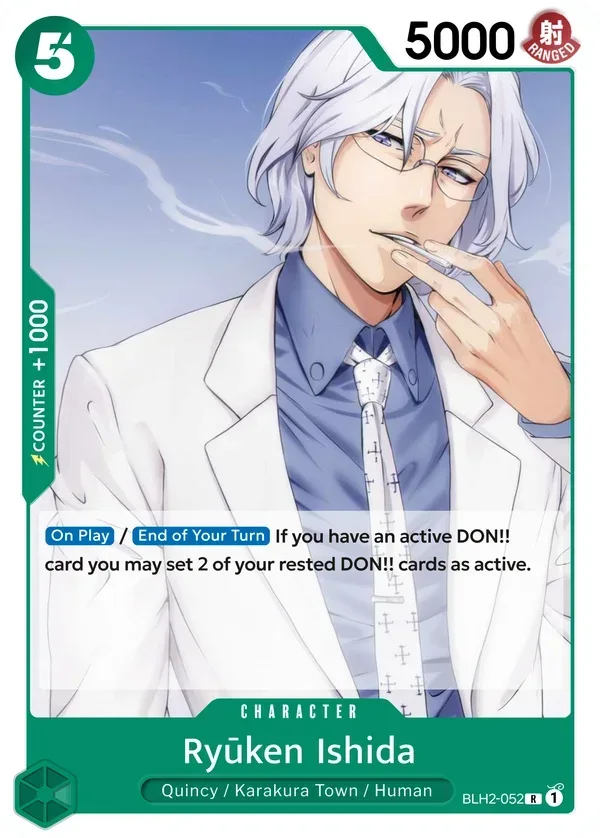 5
5000
射
RANGED
COUNTER +1000
On Play / End of Your Turn If you have an active DON!!
card you may set 2 of your rested DON!! cards as active.
CHARACTER
Ryūken Ishida
Quincy / Karakura Town / Human
BLH2-052 R 1